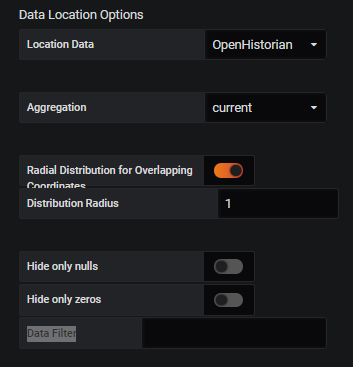 Data Location Options
Location Data OpenHistorian
Aggregation current
Radial Distribution for Overlapping
Coordinates
Distribution Radius 1
Hide only nulls
Hide only zeros
Data Filter